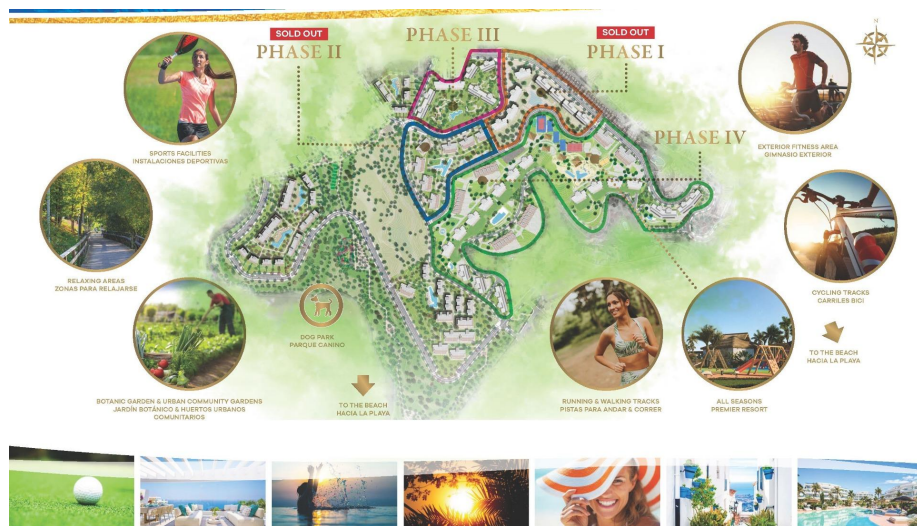 SOLD OUT
PHASE II
PHASE III
SOLD OUT
PHASE I
N
PHASE IV
SPORTS FACILITIES
INSTALACIONES DEPORTIVAS
EXTERIOR FITNESS AREA
GIMNASIO EXTERIOR
RELAXING AREAS
ZONAS PARA RELAJARSE
CYCLING TRACKS
CARRILES BICI
DOG PARK
PARQUE CANINO
TO THE BEACH
HACIA LA PLAYA
BOTANIC GARDEN & URBAN COMMUNITY GARDENS
JARDÍN BOTÁNICO & HUERTOS URBANOS
COMUNITARIOS
TO THE BEACH
HACIA LA PLAYA
RUNNING & WALKING TRACKS
PISTAS PARA ANDAR & CORRER
ALL SEASONS
PREMIER RESORT